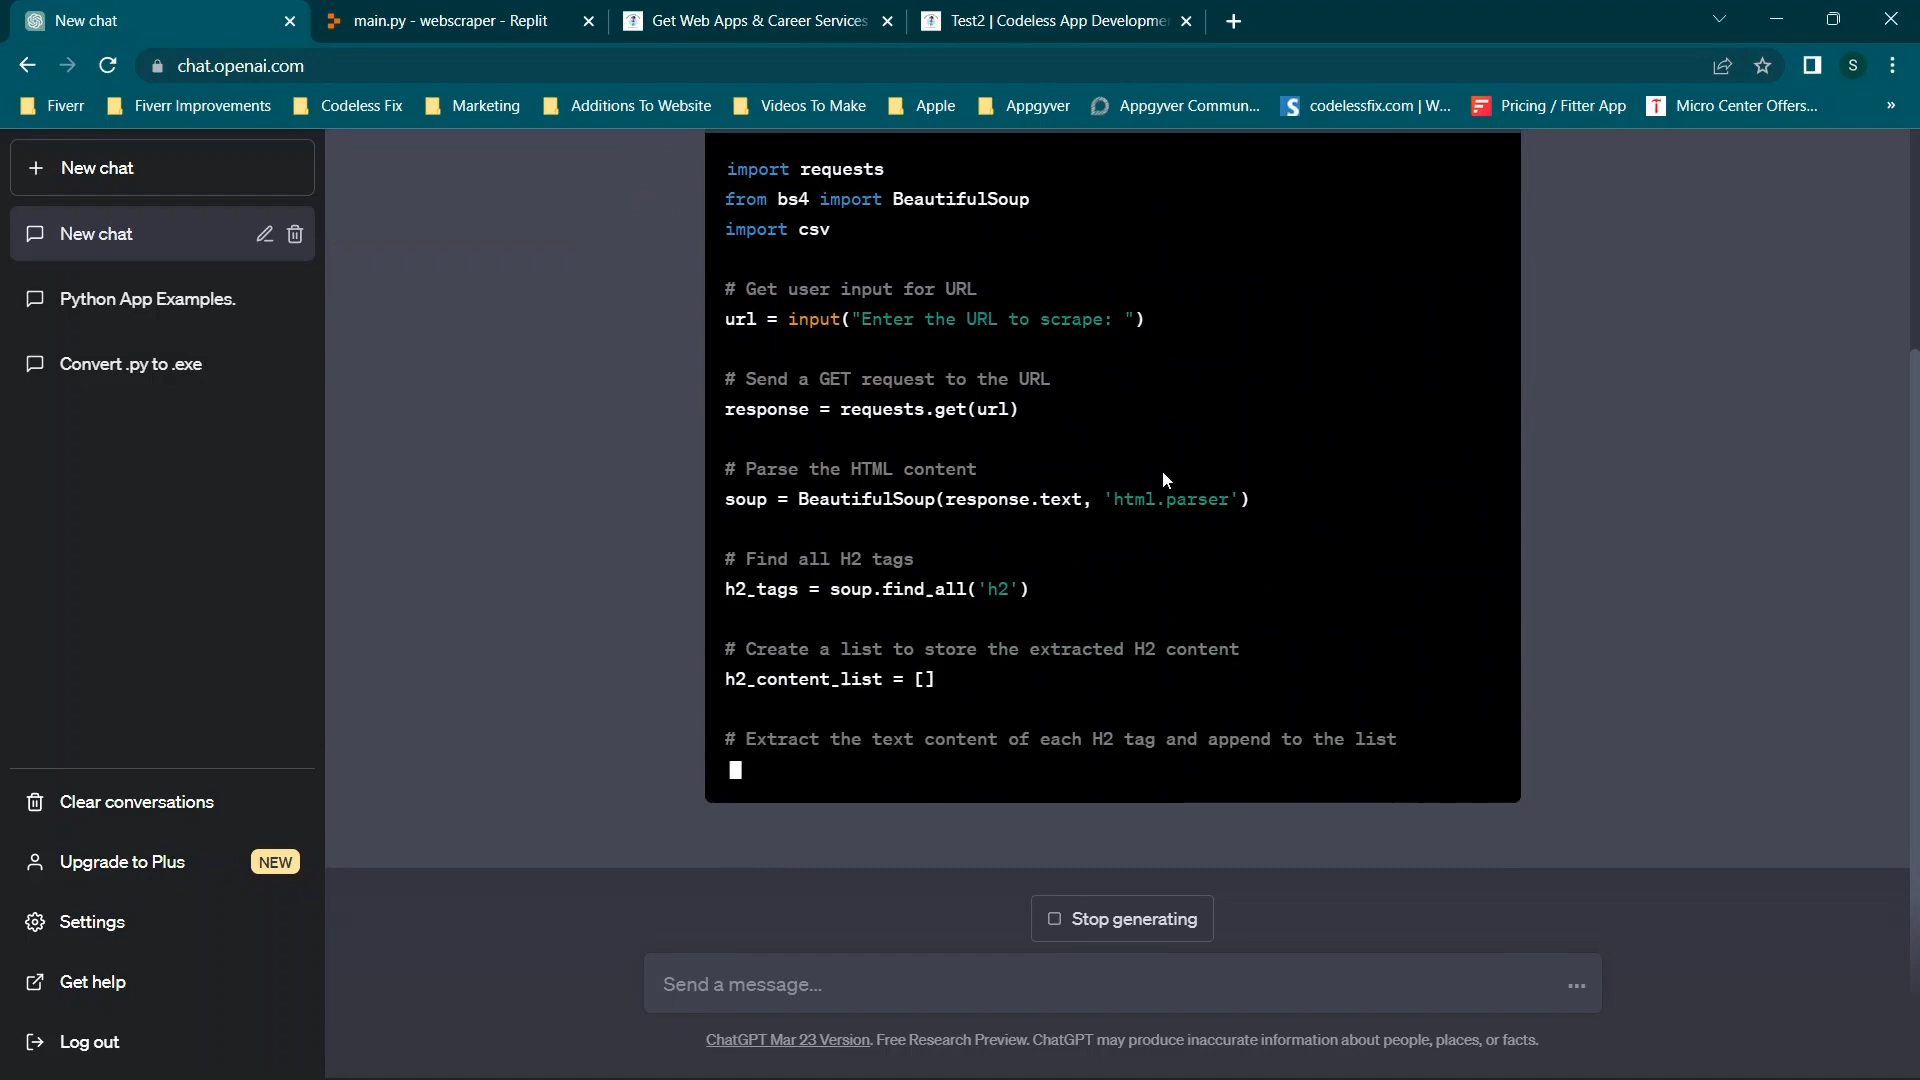 New chat
main.py - webscraper - Replit
Get Web Apps & Career Services
Test2 | Codeless App Developme
chat.openai.com
S
Fiverr
Fiverr Improvements
Codeless Fix
Marketing
Additions To Website
Videos To Make
Apple
Appgyver
Appgyver Commun...
codelessfix.com | W...
Pricing / Fitter App
Micro Center Offers...
»
+ New chat
New chat
Python App Examples.
Convert .py to .exe
Clear conversations
Upgrade to Plus NEW
Settings
Get help
Log out
import requests
from bs4 import BeautifulSoup
import csv
# Get user input for URL
url = input("Enter the URL to scrape: ")
# Send a GET request to the URL
response = requests.get(url)
# Parse the HTML content
soup = BeautifulSoup(response.text, 'html.parser')
# Find all H2 tags
h2_tags = soup.find_all('h2')
# Create a list to store the extracted H2 content
h2_content_list = []
# Extract the text content of each H2 tag and append to the list
Stop generating
Send a message...
ChatGPT Mar 23 Version. Free Research Preview. ChatGPT may produce inaccurate information about people, places, or facts.